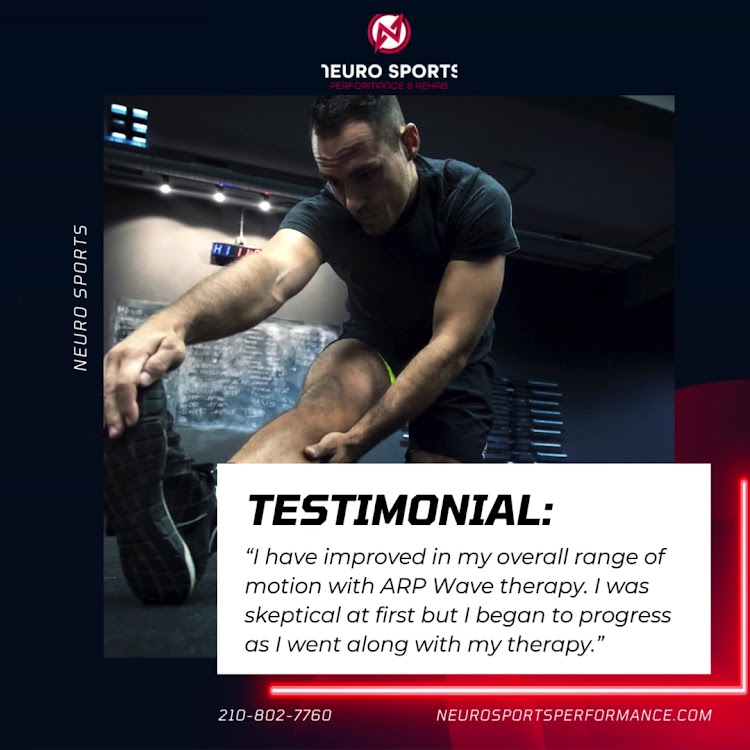 NEURO SPORTS
PERFORMANCE & REHAB
NEURO SPORTS
TESTIMONIAL:
“I have improved in my overall range of
motion with ARP Wave therapy. I was
skeptical at first but I began to progress
as I went along with my therapy.”
210-802-7760
NEUROSPORTSPERFORMANCE.COM